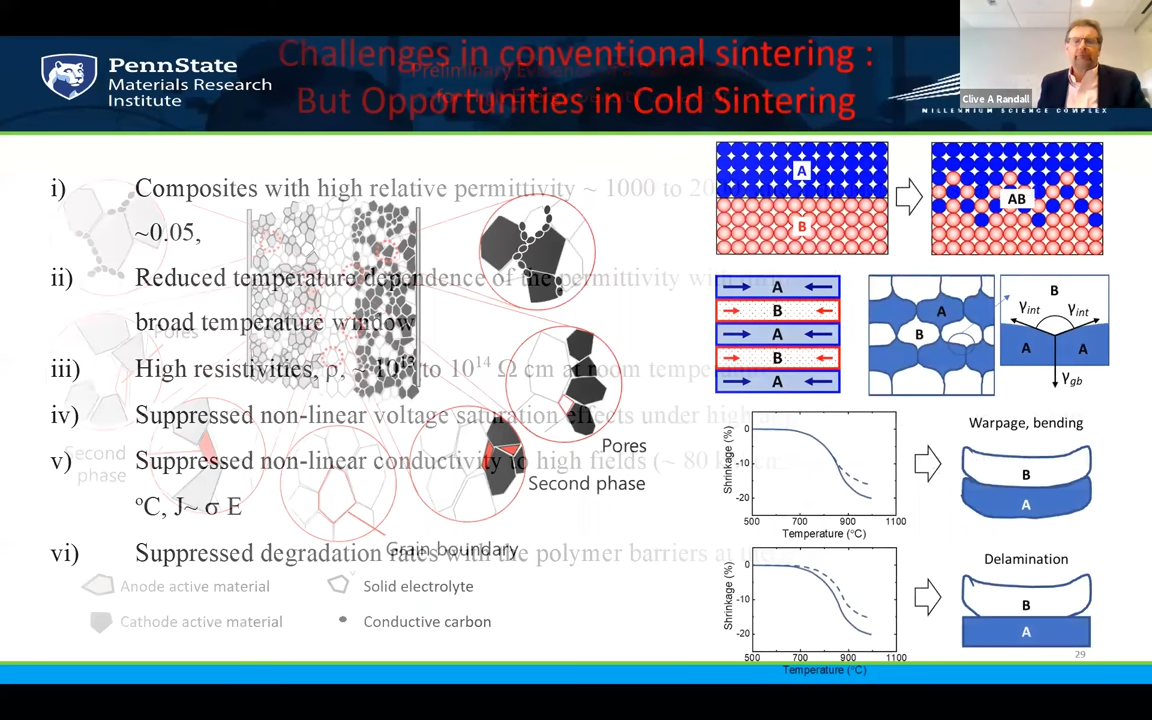 PennState
Materials Research
Institute
Challenges in conventional sintering :
But Opportunities in Cold Sintering
Clive A Randall
MILLENNIUM SCIENCE COMPLEX
i) Composites with high relative permittivity ~ 1000 to
~0.05,
ii) Reduced temperature dependence of the permittivity
broad temperature window
iii) High resistivities, ρ, ~ 10¹³ to 10¹⁴ Ω cm at room
iv) Suppressed non-linear voltage saturation effects under
v) Suppressed non-linear conductivity to high fields (~ 80
ºC, J~ σ E
vi) Suppressed degradation rates with the polymer barriers at
Pores
Second
phase
Pores
Second phase
Grain boundary
Anode active material
Solid electrolyte
Cathode active material
Conductive carbon
A
B
AB
A
B
A
B
A
A
B
B
γint
γint
A
A
γgb
Shrinkage (%)
0
-10
-20
500 700 900 1100
Temperature (°C)
Warpage, bending
B
A
Shrinkage (%)
0
-10
-20
500 700 900 1100
Temperature (°C)
Delamination
B
A
29